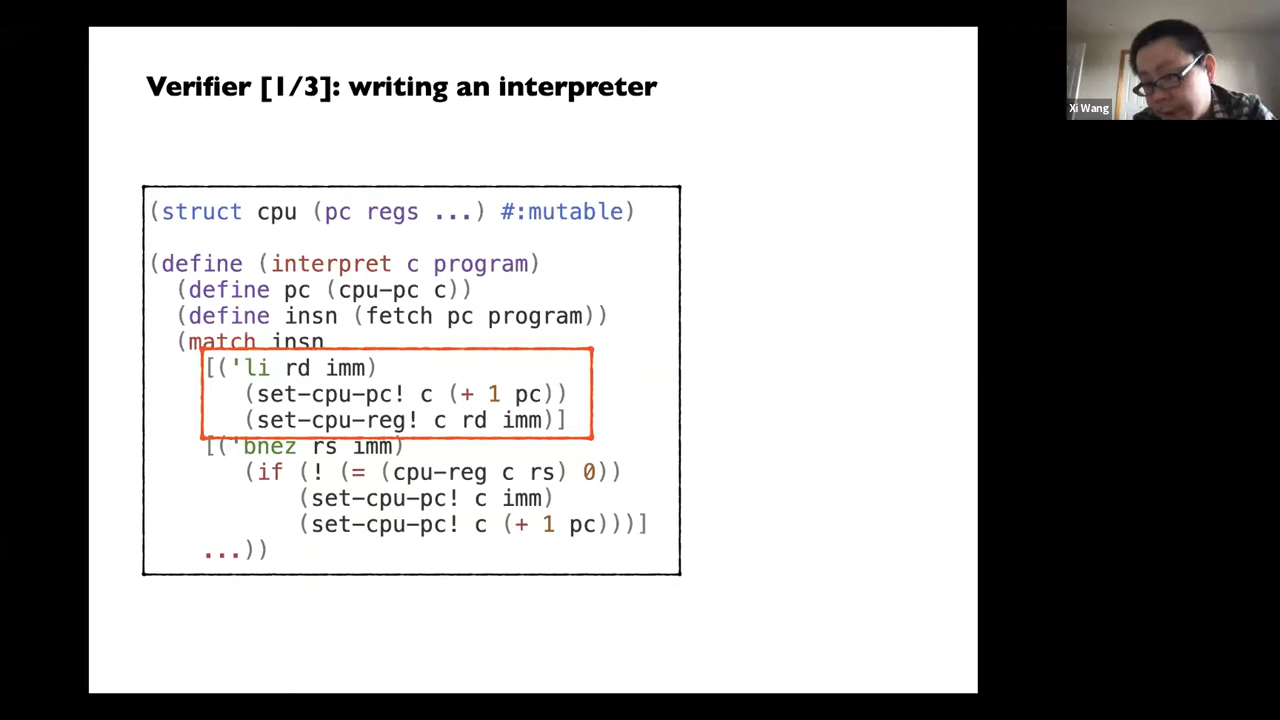 Verifier [1/3]: writing an interpreter
Xi Wang
(struct cpu (pc regs ...) #:mutable)
(define (interpret c program)
(define pc (cpu-pc c))
(define insn (fetch pc program))
(match insn
[('li rd imm)
(set-cpu-pc! c (+ 1 pc))
(set-cpu-reg! c rd imm)]
[('bnez rs imm)
(if (! (= (cpu-reg c rs) 0))
(set-cpu-pc! c imm)
(set-cpu-pc! c (+ 1 pc)))]
...))